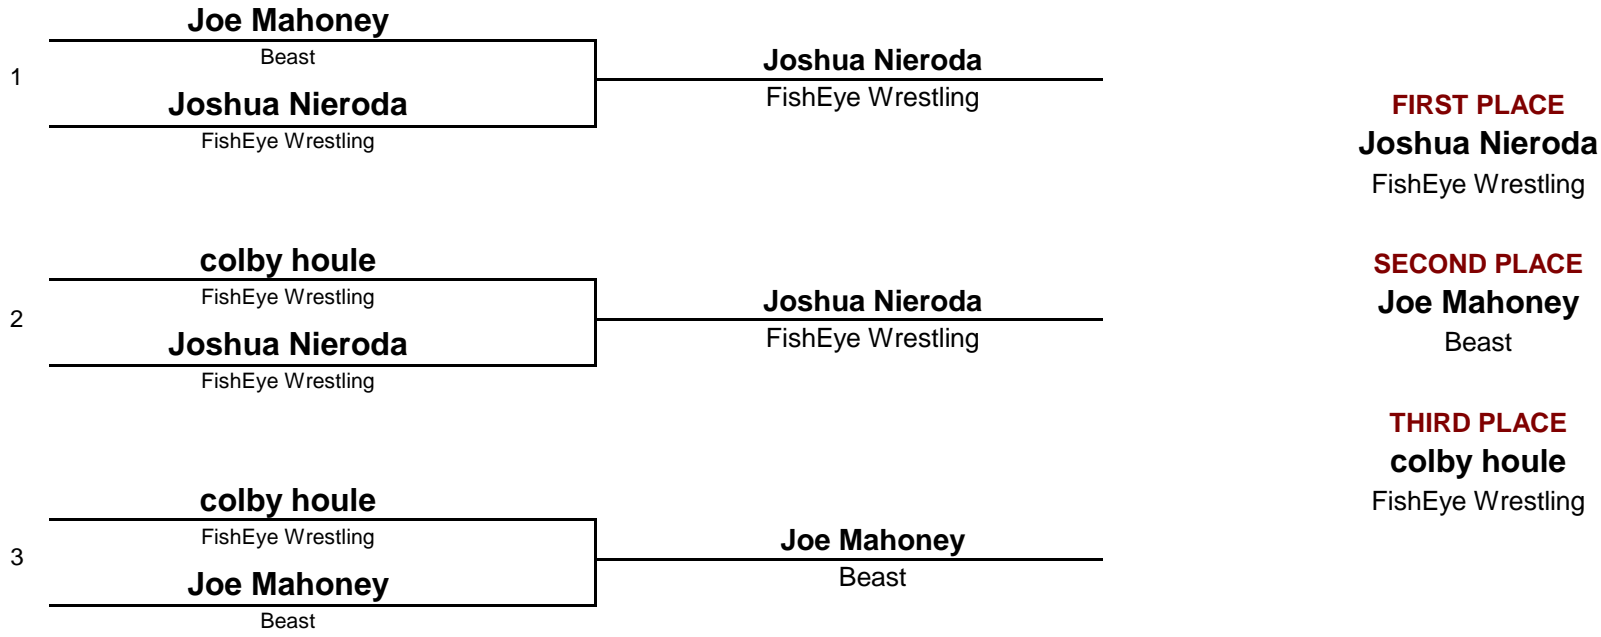 1
Joe Mahoney
Beast
Joshua Nieroda
FishEye Wrestling
Joshua Nieroda
FishEye Wrestling
2
colby houle
FishEye Wrestling
Joshua Nieroda
FishEye Wrestling
Joshua Nieroda
FishEye Wrestling
3
colby houle
FishEye Wrestling
Joe Mahoney
Beast
Joe Mahoney
Beast
FIRST PLACE
Joshua Nieroda
FishEye Wrestling
SECOND PLACE
Joe Mahoney
Beast
THIRD PLACE
colby houle
FishEye Wrestling